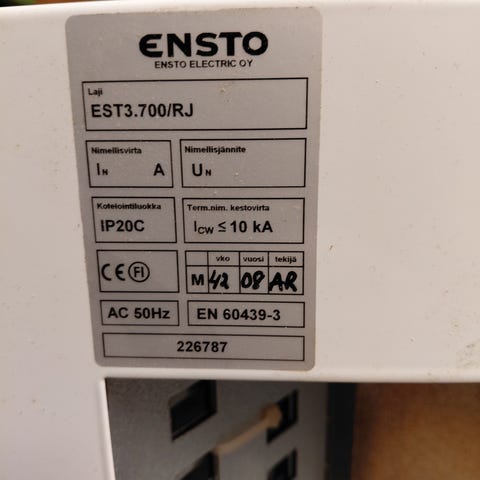 ENSTO
ENSTO ELECTRIC OY
Laji
EST3.700/RJ
Nimellisvirta
IN A
Nimellisjännite
UN
Kotelointiluokka
IP20C
Term.nim. kestovirta
ICW ≤ 10 kA
CE FI
vko vuosi tekijä
M 42 08 AR
AC 50Hz
EN 60439-3
226787